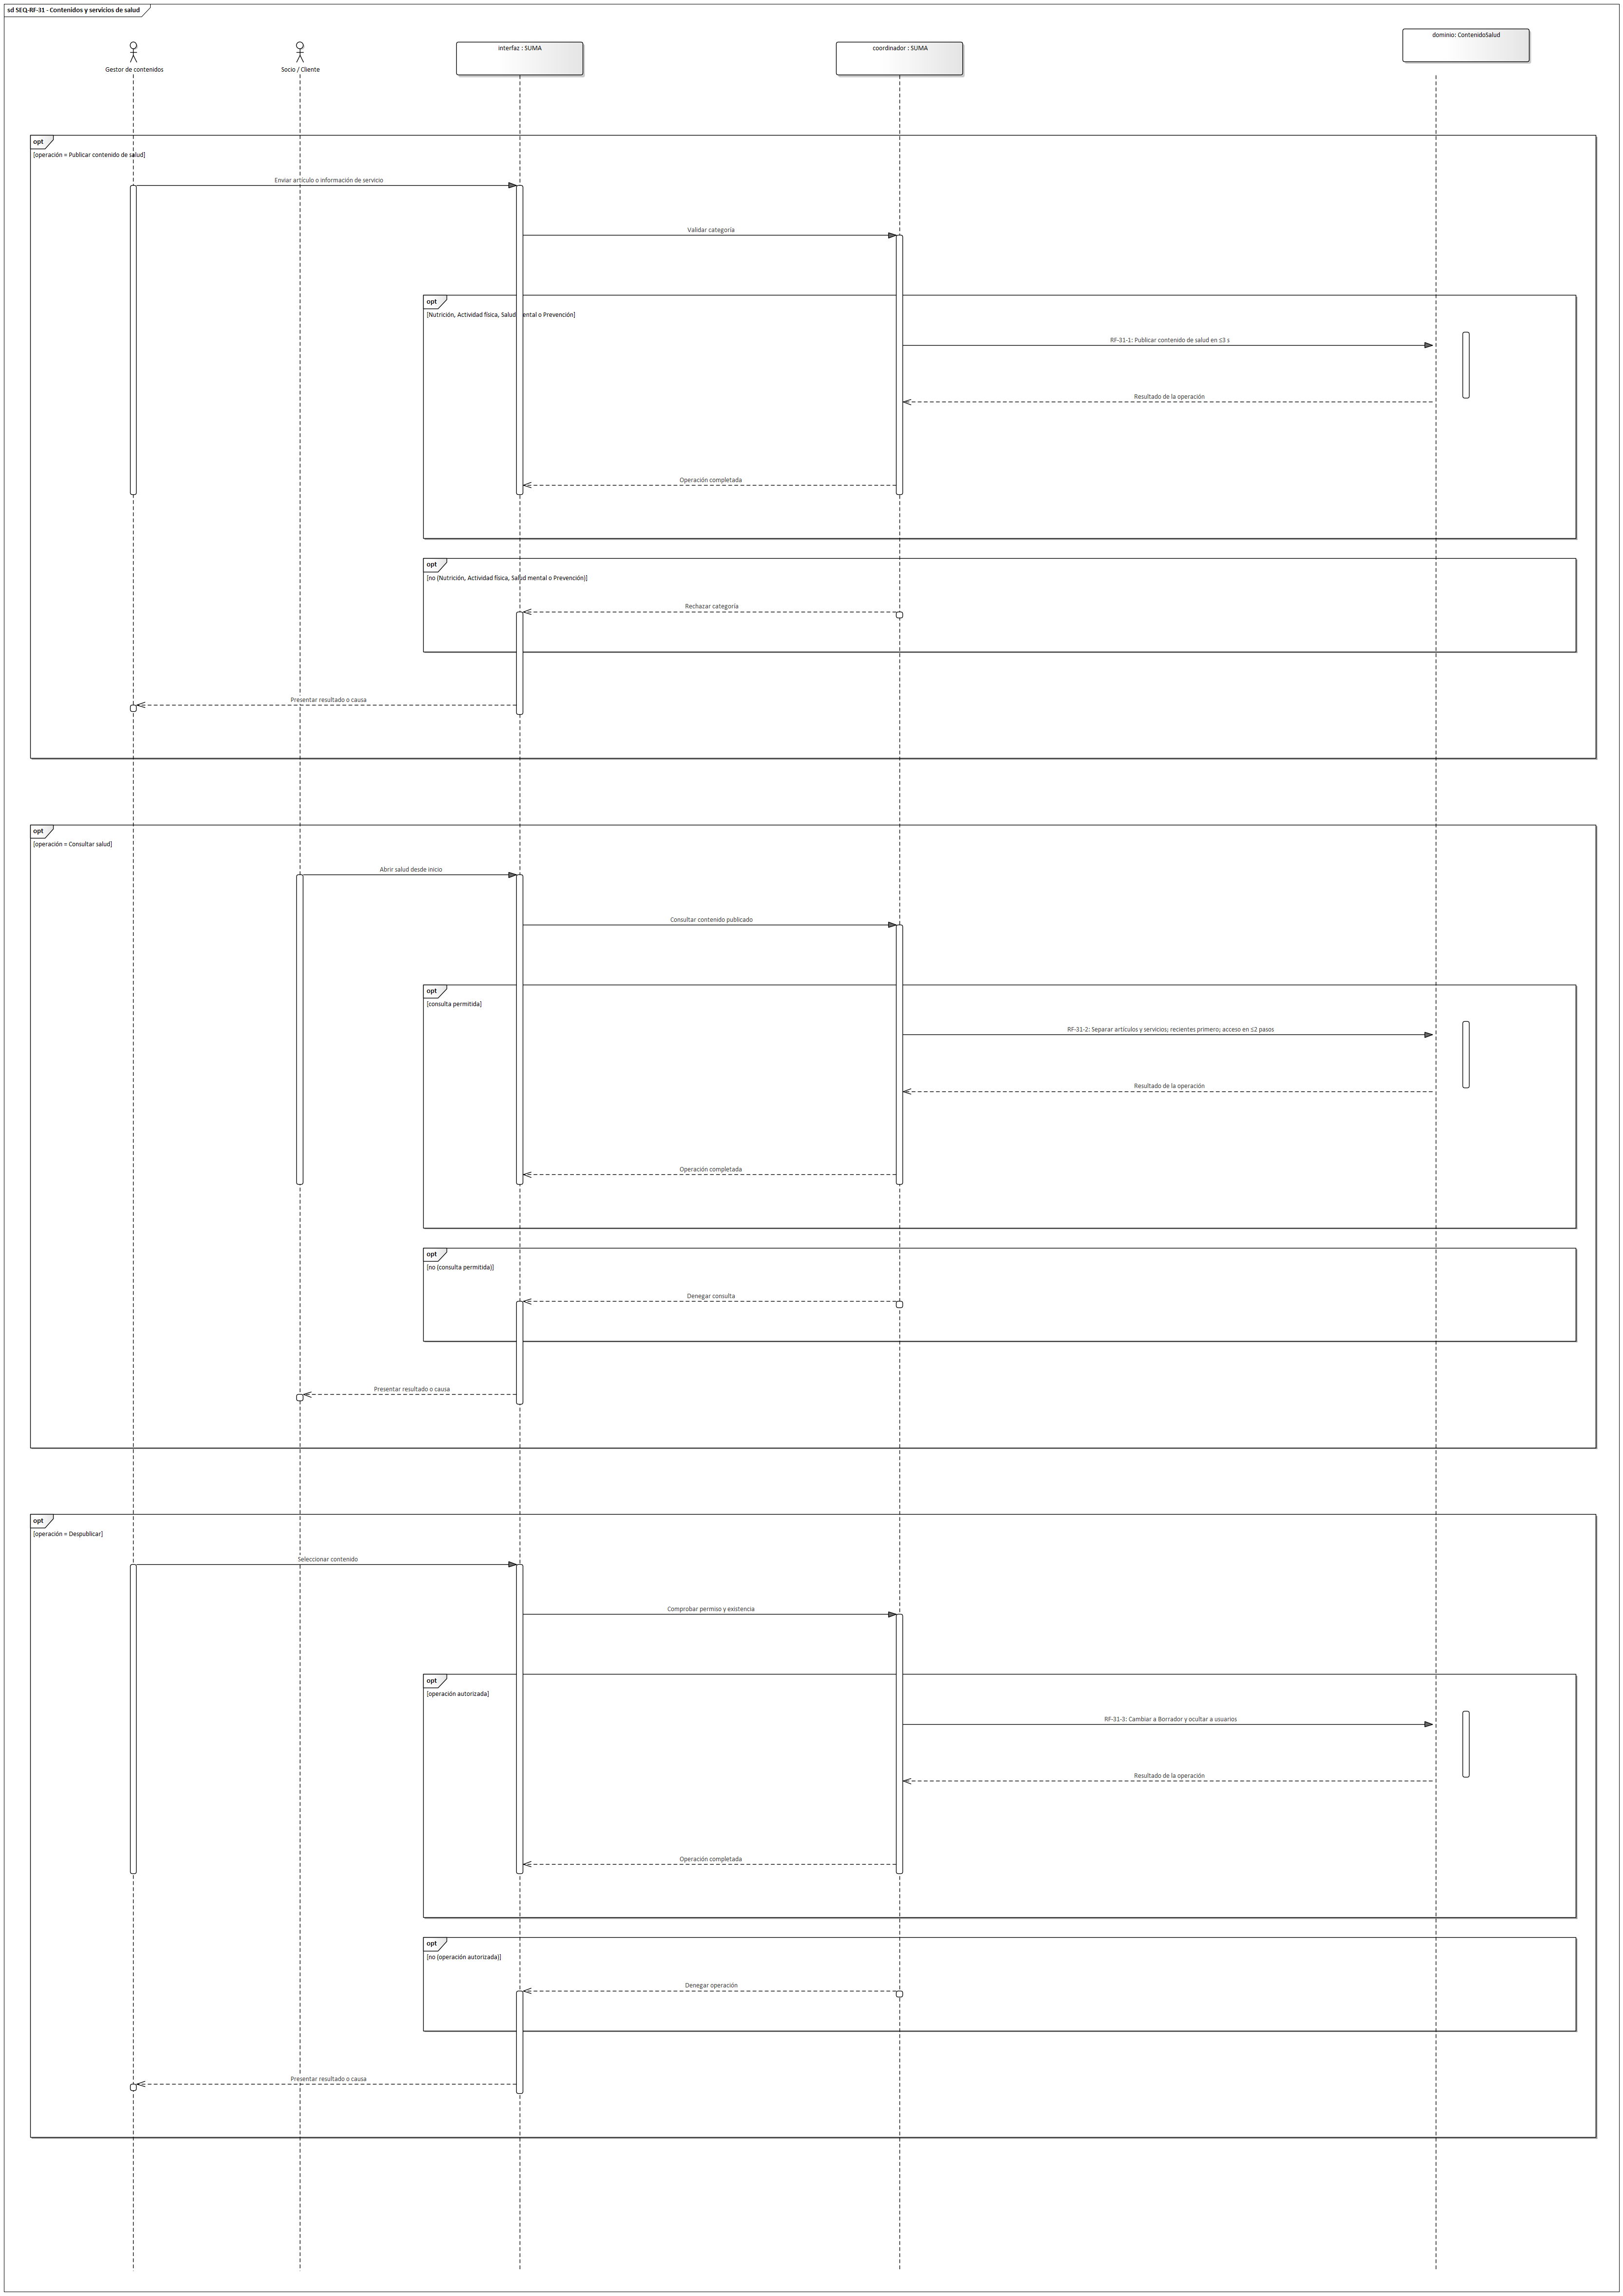 sd SEQ-RF-31 - Contenidos y servicios de salud
Gestor de contenidos
Socio / Cliente
interfaz : SUMA
coordinador : SUMA
dominio: ContenidoSalud
opt
[operación = Publicar contenido de salud]
Enviar artículo o información de servicio
Validar categoría
opt
[Nutrición, Actividad física, Salud mental o Prevención]
RF-31-1: Publicar contenido de salud en ≤3 s
Resultado de la operación
Operación completada
opt
[no (Nutrición, Actividad física, Salud mental o Prevención)]
Rechazar categoría
Presentar resultado o causa
opt
[operación = Consultar salud]
Abrir salud desde inicio
Consultar contenido publicado
opt
[consulta permitida]
RF-31-2: Separar artículos y servicios; recientes primero; acceso en ≤2 pasos
Resultado de la operación
Operación completada
opt
[no (consulta permitida)]
Denegar consulta
Presentar resultado o causa
opt
[operación = Despublicar]
Seleccionar contenido
Comprobar permiso y existencia
opt
[operación autorizada]
RF-31-3: Cambiar a Borrador y ocultar a usuarios
Resultado de la operación
Operación completada
opt
[no (operación autorizada)]
Denegar operación
Presentar resultado o causa